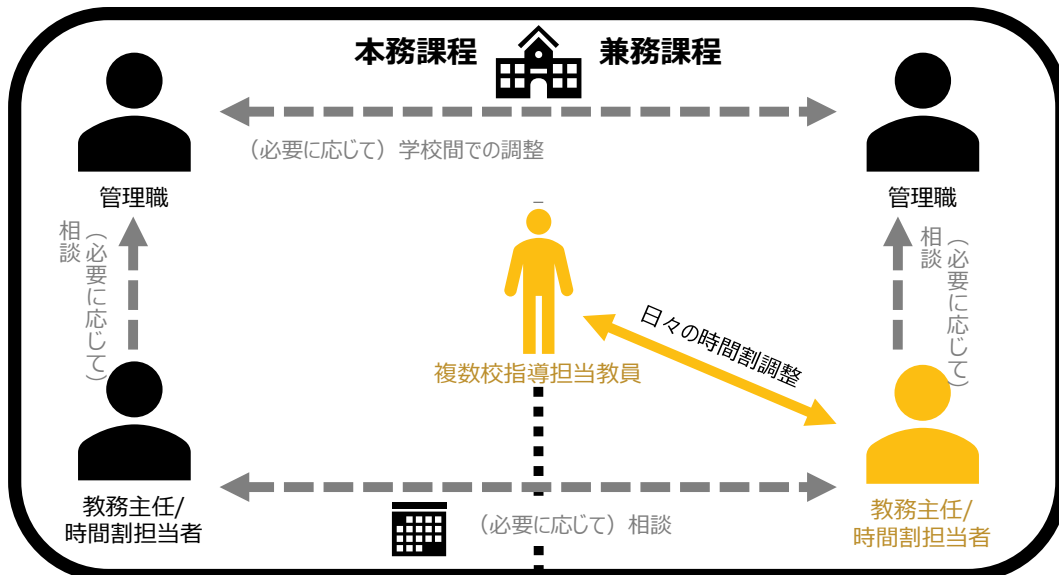 本務課程
兼務課程
(必要に応じて)学校間での調整
管理職
管理職
(必要に応じて)
相談
(必要に応じて)
相談
日々の時間割調整
複数校指導担当教員
教務主任/
時間割担当者
(必要に応じて)相談
教務主任/
時間割担当者